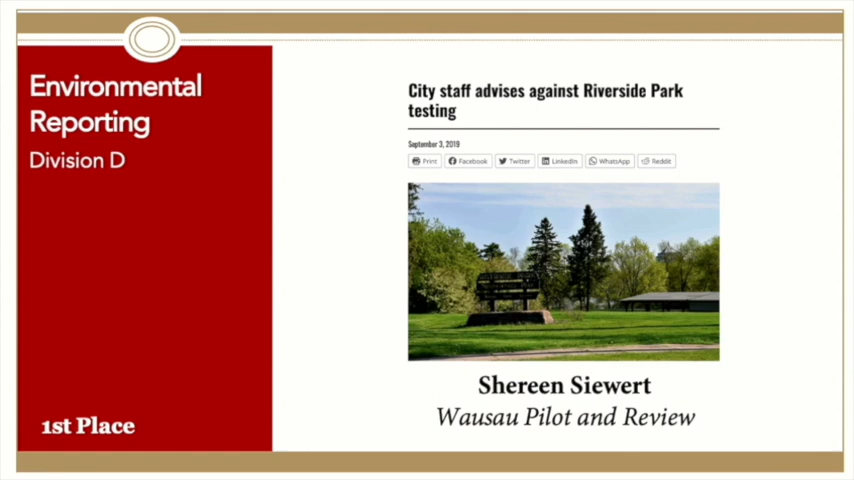 Environmental
Reporting
Division D
1st Place
City staff advises against Riverside Park
testing
September 3, 2019
Print Facebook Twitter LinkedIn WhatsApp Reddit
Shereen Siewert
Wausau Pilot and Review